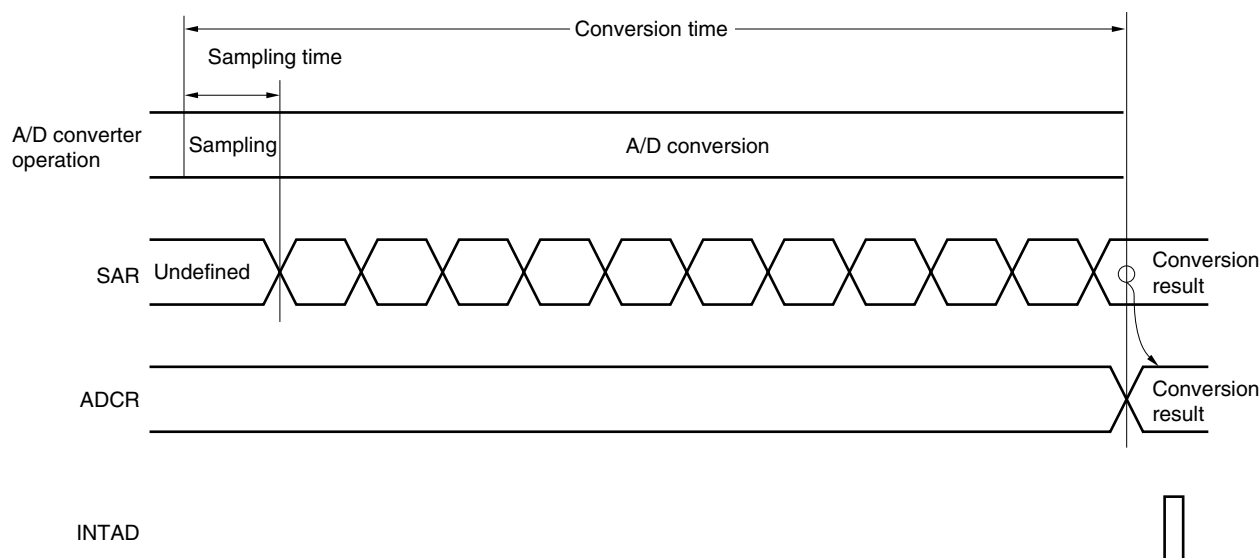 Conversion time
Sampling time
A/D converter
operation
Sampling
A/D conversion
SAR
Undefined
Conversion
result
ADCR
Conversion
result
INTAD